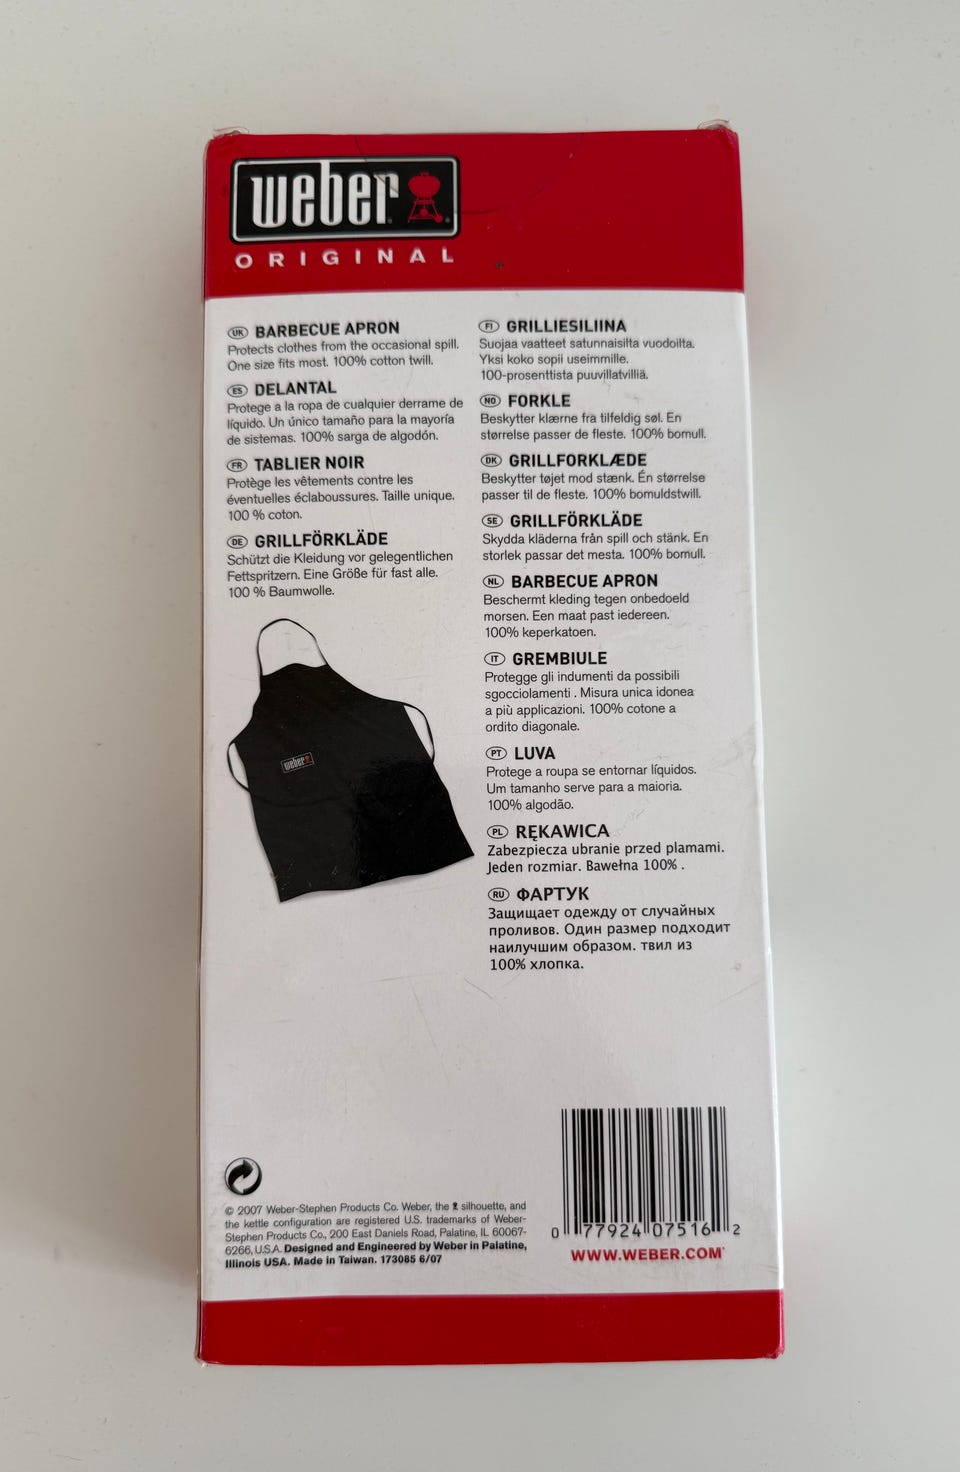 weber
ORIGINAL
UK BARBECUE APRON
Protects clothes from the occasional spill.
One size fits most. 100% cotton twill.
ES DELANTAL
Protege a la ropa de cualquier derrame de
líquido. Un único tamaño para la mayoría
de sistemas. 100% sarga de algodón.
FR TABLIER NOIR
Protège les vêtements contre les
éventuelles éclaboussures. Taille unique.
100 % coton.
DE GRILLFÖRKLÄDE
Schützt die Kleidung vor gelegentlichen
Fettspritzern. Eine Größe für fast alle.
100 % Baumwolle.
weber
FI GRILLIESILIINA
Suojaa vaatteet satunnaisilta vuodoilta.
Yksi koko sopii useimmille.
100-prosenttista puuvillatvilliä.
NO FORKLE
Beskytter klærne fra tilfeldig søl. En
størrelse passer de fleste. 100% bomull.
DK GRILLFORKLÆDE
Beskytter tøjet mod stænk. Én størrelse
passer til de fleste. 100% bomuldstwill.
SE GRILLFÖRKLÄDE
Skydda kläderna från spill och stänk. En
storlek passar det mesta. 100% bomull.
NL BARBECUE APRON
Beschermt kleding tegen onbedoeld
morsen. Een maat past iedereen.
100% keperkatoen.
IT GREMBIULE
Protegge gli indumenti da possibili
sgocciolamenti . Misura unica idonea
a più applicazioni. 100% cotone a
ordito diagonale.
PT LUVA
Protege a roupa se entornar líquidos.
Um tamanho serve para a maioria.
100% algodão.
PL RĘKAWICA
Zabezpiecza ubranie przed plamami.
Jeden rozmiar. Bawełna 100% .
RU ФАРТУК
Защищает одежду от случайных
проливов. Один размер подходит
наилучшим образом. твил из
100% хлопка.
© 2007 Weber-Stephen Products Co. Weber, the silhouette, and
the kettle configuration are registered U.S. trademarks of Weber-
Stephen Products Co., 200 East Daniels Road, Palatine, IL 60067-
6266, U.S.A. Designed and Engineered by Weber in Palatine,
Illinois USA. Made in Taiwan. 173085 6/07
0 77924 07516 2
WWW.WEBER.COM